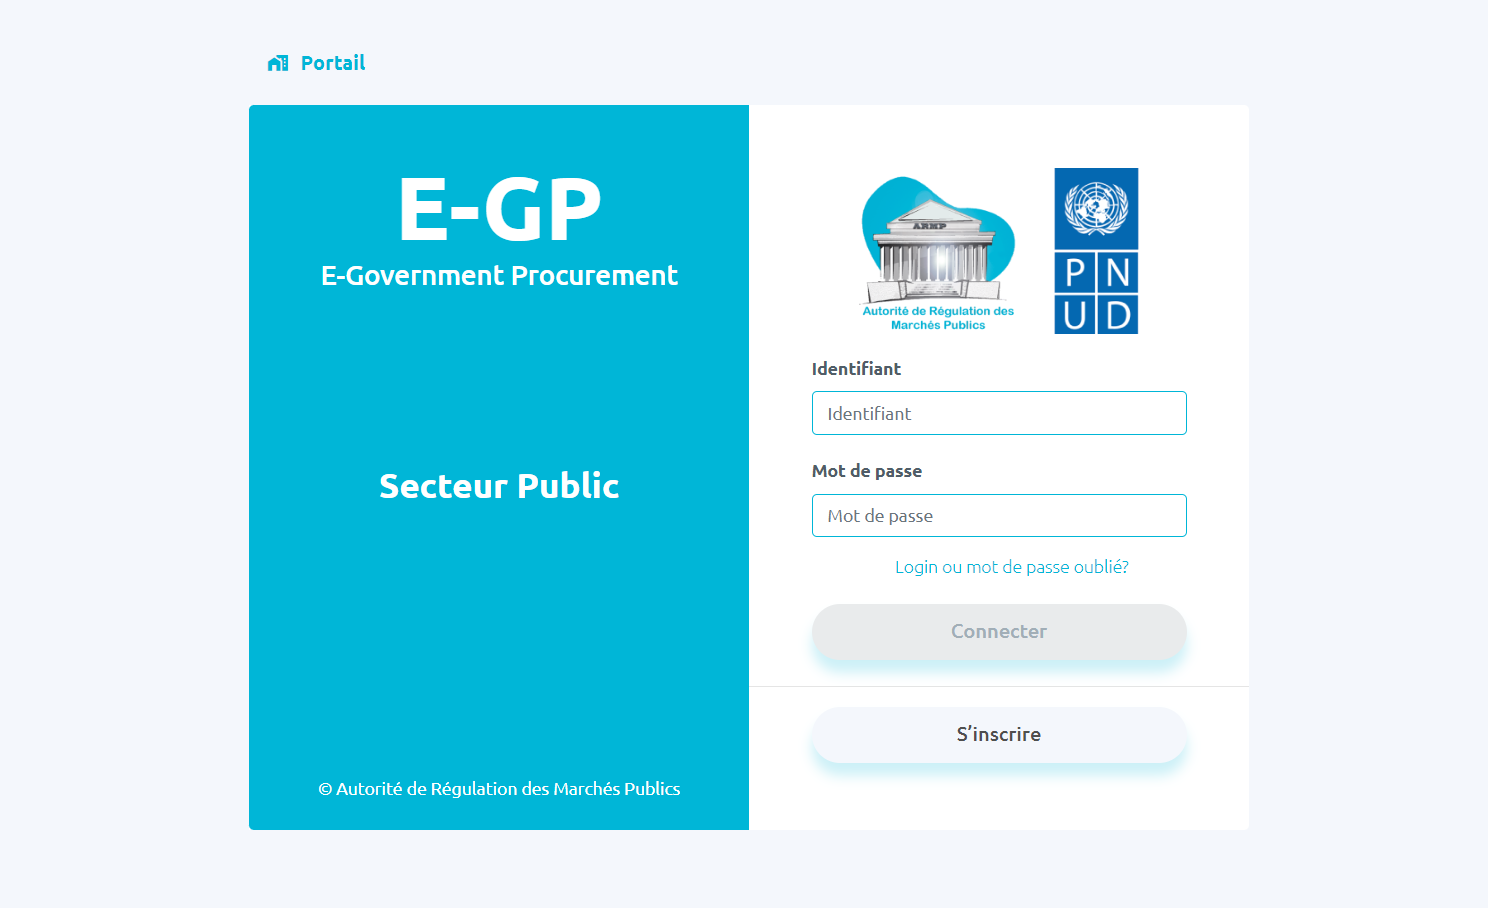 Portail
E-GP
E-Government Procurement
Secteur Public
© Autorité de Régulation des Marchés Publics
ARMP
Autorité de Régulation des
Marchés Publics
P N
U D
Identifiant
Identifiant
Mot de passe
Mot de passe
Login ou mot de passe oublié?
Connecter
S’inscrire